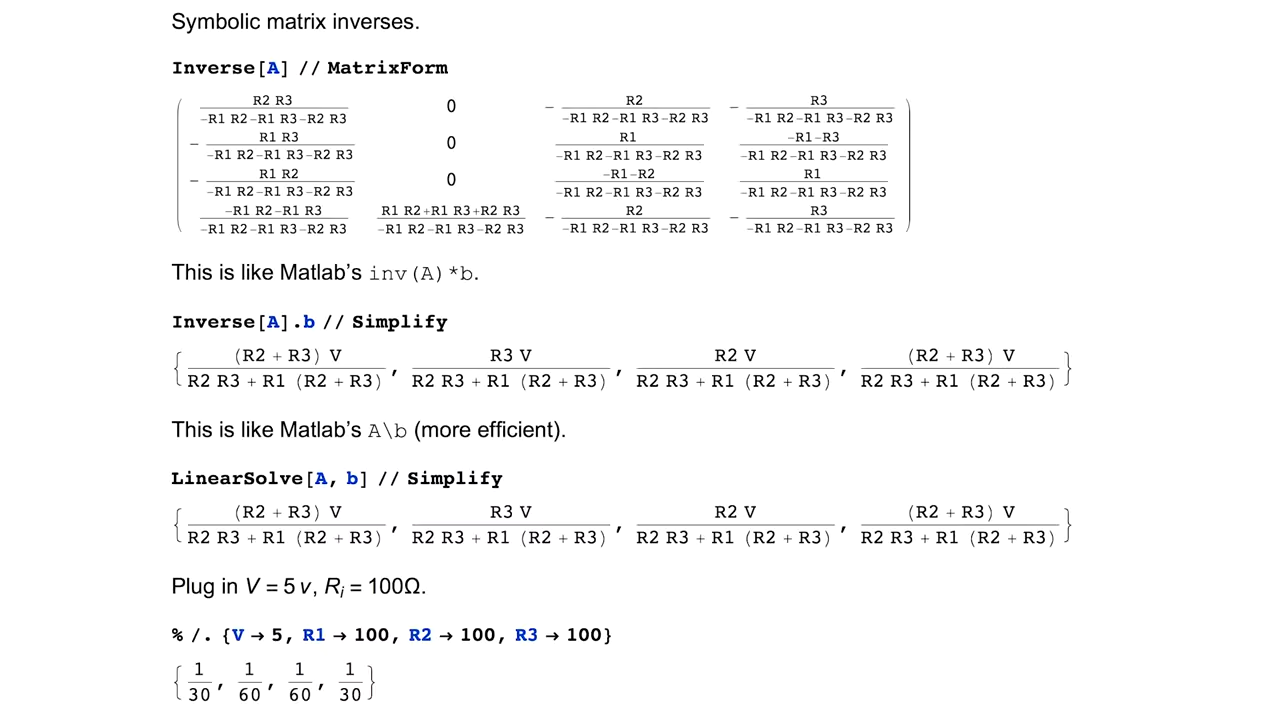 Symbolic matrix inverses.
Inverse[A] // MatrixForm
R2 R3 / -R1 R2-R1 R3-R2 R3 0 - R2 / -R1 R2-R1 R3-R2 R3 - R3 / -R1 R2-R1 R3-R2 R3
- R1 R3 / -R1 R2-R1 R3-R2 R3 0 R1 / -R1 R2-R1 R3-R2 R3 -R1-R3 / -R1 R2-R1 R3-R2 R3
- R1 R2 / -R1 R2-R1 R3-R2 R3 0 -R1-R2 / -R1 R2-R1 R3-R2 R3 R1 / -R1 R2-R1 R3-R2 R3
-R1 R2-R1 R3 / -R1 R2-R1 R3-R2 R3 R1 R2+R1 R3+R2 R3 / -R1 R2-R1 R3-R2 R3 - R2 / -R1 R2-R1 R3-R2 R3 - R3 / -R1 R2-R1 R3-R2 R3
This is like Matlab's inv(A)*b.
Inverse[A].b // Simplify
{ (R2 + R3) V / R2 R3 + R1 (R2 + R3) , R3 V / R2 R3 + R1 (R2 + R3) , R2 V / R2 R3 + R1 (R2 + R3) , (R2 + R3) V / R2 R3 + R1 (R2 + R3) }
This is like Matlab's A\b (more efficient).
LinearSolve[A, b] // Simplify
{ (R2 + R3) V / R2 R3 + R1 (R2 + R3) , R3 V / R2 R3 + R1 (R2 + R3) , R2 V / R2 R3 + R1 (R2 + R3) , (R2 + R3) V / R2 R3 + R1 (R2 + R3) }
Plug in V = 5 v, Ri = 100Ω.
% /. {V → 5, R1 → 100, R2 → 100, R3 → 100}
{ 1/30 , 1/60 , 1/60 , 1/30 }